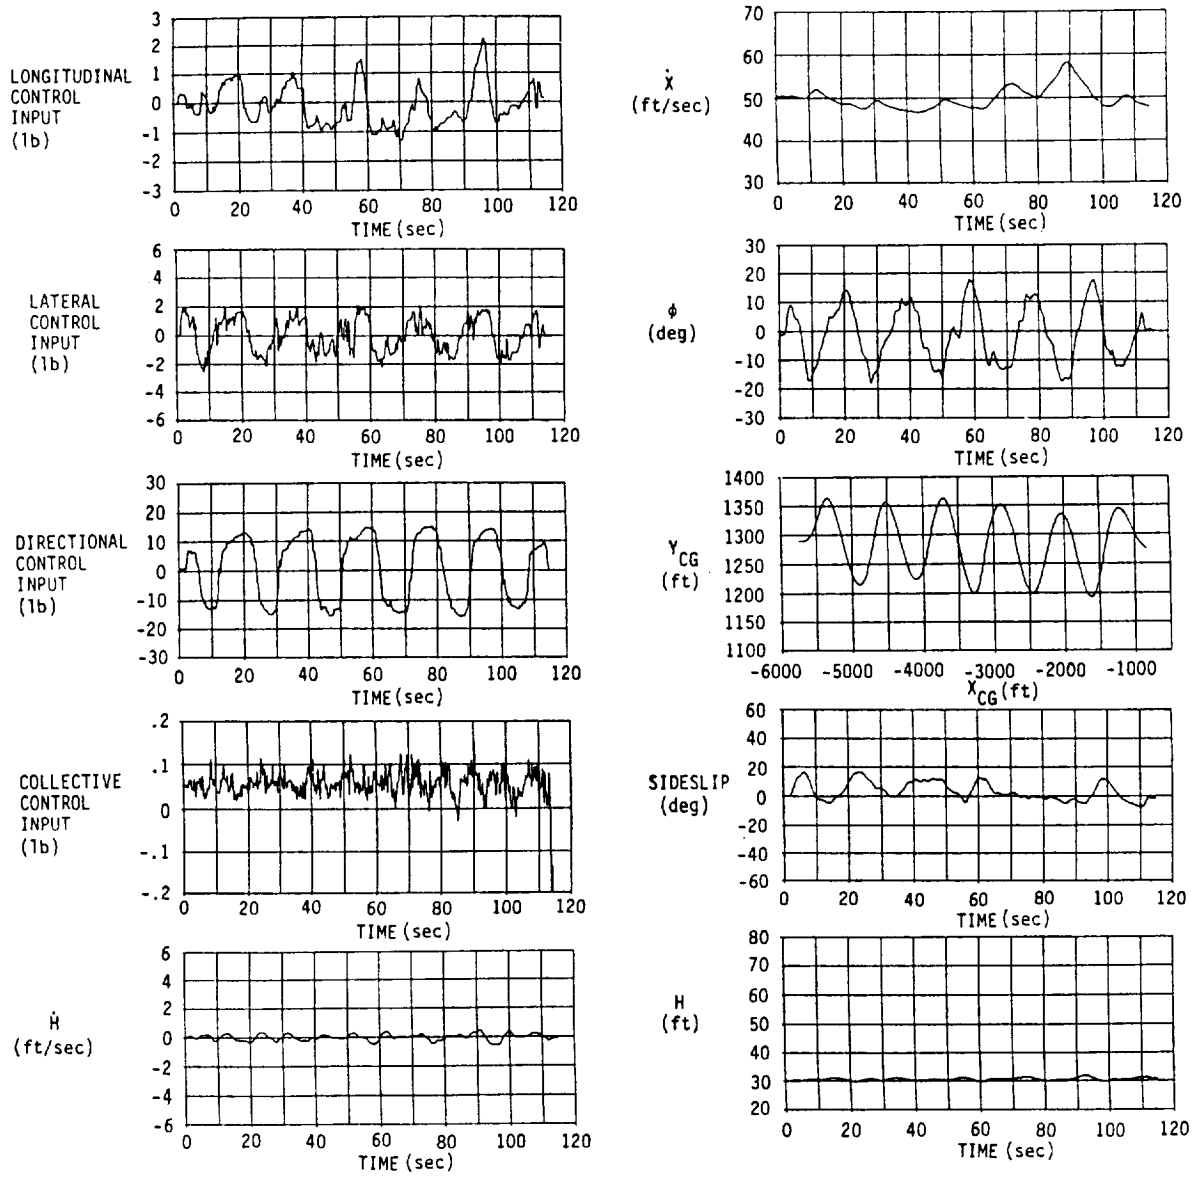 LONGITUDINAL
CONTROL
INPUT
(lb)
3
2
1
0
-1
-2
-3
0 20 40 60 80 100 120
TIME (sec)
LATERAL
CONTROL
INPUT
(lb)
6
4
2
0
-2
-4
-6
0 20 40 60 80 100 120
TIME (sec)
DIRECTIONAL
CONTROL
INPUT
(lb)
30
20
10
0
-10
-20
-30
0 20 40 60 80 100 120
TIME (sec)
COLLECTIVE
CONTROL
INPUT
(lb)
.2
.1
0
-.1
-.2
0 20 40 60 80 100 120
TIME (sec)
Ḣ
(ft/sec)
6
4
2
0
-2
-4
-6
0 20 40 60 80 100 120
TIME (sec)
Ẋ
(ft/sec)
70
60
50
40
30
0 20 40 60 80 100 120
TIME (sec)
ϕ
(deg)
30
20
10
0
-10
-20
-30
0 20 40 60 80 100 120
TIME (sec)
YCG
(ft)
1400
1350
1300
1250
1200
1150
1100
-6000 -5000 -4000 -3000 -2000 -1000
XCG (ft)
SIDESLIP
(deg)
60
40
20
0
-20
-40
-60
0 20 40 60 80 100 120
TIME (sec)
H
(ft)
80
70
60
50
40
30
20
0 20 40 60 80 100 120
TIME (sec)